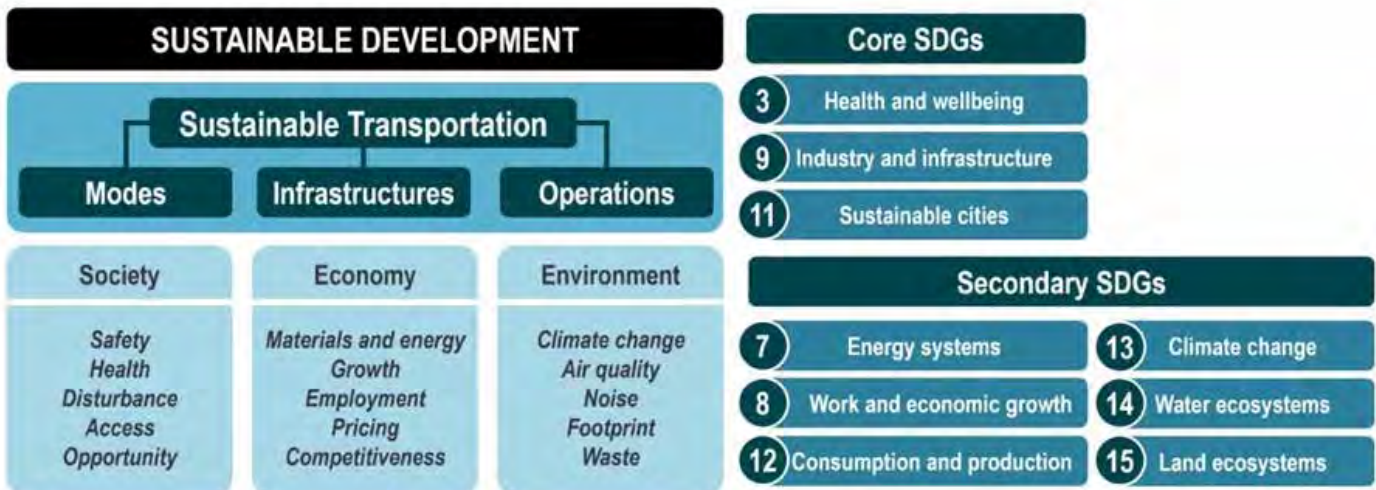 SUSTAINABLE DEVELOPMENT
Sustainable Transportation
Modes
Infrastructures
Operations
Society
Safety
Health
Disturbance
Access
Opportunity
Economy
Materials and energy
Growth
Employment
Pricing
Competitiveness
Environment
Climate change
Air quality
Noise
Footprint
Waste
Core SDGs
3 Health and wellbeing
9 Industry and infrastructure
11 Sustainable cities
Secondary SDGs
7 Energy systems
8 Work and economic growth
12 Consumption and production
13 Climate change
14 Water ecosystems
15 Land ecosystems